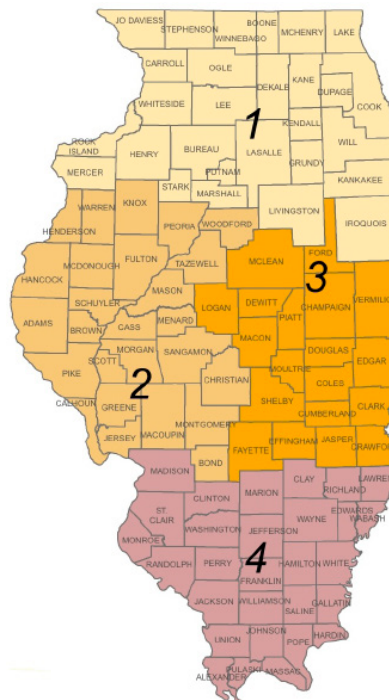 JO DAVIESS
STEPHENSON
WINNEBAGO
BOONE
MCHENRY
LAKE
CARROLL
OGLE
DEKALB
KANE
DUPAGE
COOK
WHITESIDE
LEE
1
KENDALL
WILL
ROCK
ISLAND
HENRY
BUREAU
LASALLE
GRUNDY
MERCER
PUTNAM
KANKAKEE
STARK
MARSHALL
LIVINGSTON
IROQUOIS
WARREN
KNOX
PEORIA
WOODFORD
HENDERSON
MCLEAN
FORD
3
FULTON
TAZEWELL
HANCOCK
MCDONOUGH
MASON
LOGAN
DEWITT
CHAMPAIGN
VERMILI
SCHUYLER
ADAMS
BROWN
CASS
MENARD
PIATT
MACON
MORGAN
SANGAMON
DOUGLAS
EDGAR
SCOTT
PIKE
2
CHRISTIAN
MOULTRIE
COLES
CALHOUN
GREENE
SHELBY
CUMBERLAND
CLARK
MACOUPIN
MONTGOMERY
JERSEY
FAYETTE
EFFINGHAM
JASPER
CRAWFOR
BOND
MADISON
CLINTON
MARION
CLAY
RICHLAND
LAWRE
ST.
CLAIR
WAYNE
EDWARDS
WABASH
WASHINGTON
JEFFERSON
MONROE
4
RANDOLPH
PERRY
HAMILTON
WHITE
FRANKLIN
JACKSON
WILLIAMSON
SALINE
GALLATIN
UNION
JOHNSON
POPE
HARDIN
PULASKI
MASSAC
ALEXANDER